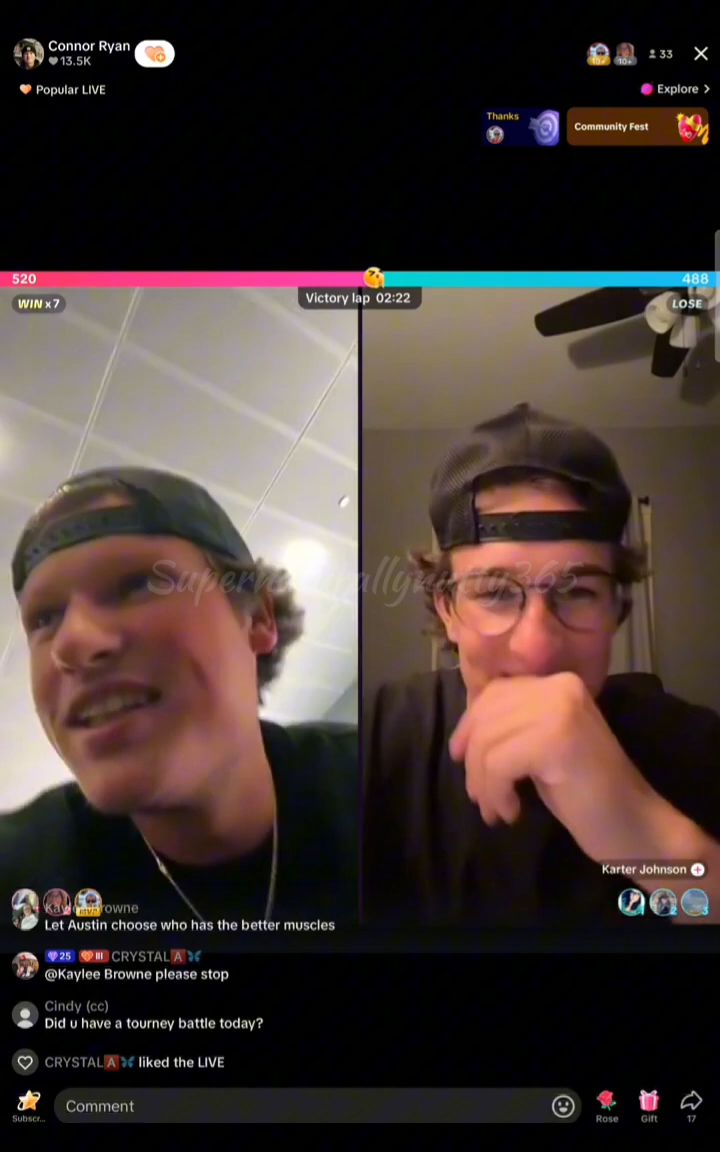 Connor Ryan
13.5K
33
Popular LIVE
Explore
Thanks
Community Fest
520
488
WIN x7
Victory lap 02:22
LOSE
Karter Johnson
Let Austin choose who has the better muscles
25 III CRYSTAL A
@Kaylee Browne please stop
Cindy (cc)
Did u have a tourney battle today?
CRYSTAL A liked the LIVE
Subscr...
Comment
Rose
Gift
17